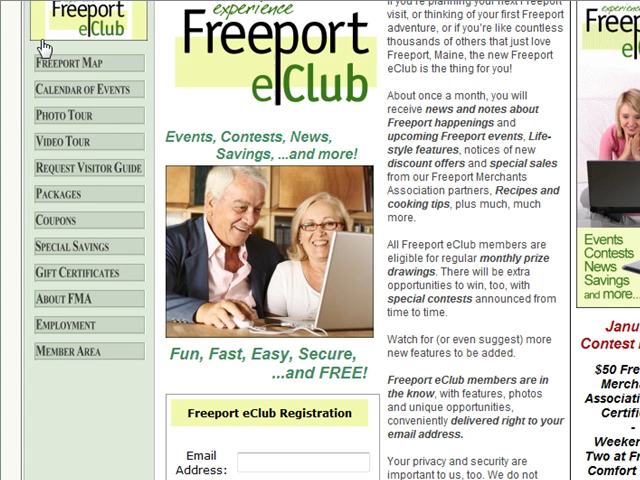 Freeport
eClub
FREEPORT MAP
CALENDAR OF EVENTS
PHOTO TOUR
VIDEO TOUR
REQUEST VISITOR GUIDE
PACKAGES
COUPONS
SPECIAL SAVINGS
GIFT CERTIFICATES
ABOUT FMA
EMPLOYMENT
MEMBER AREA
experience
Freeport
eClub
Events, Contests, News,
Savings, ...and more!
Fun, Fast, Easy, Secure,
...and FREE!
Freeport eClub Registration
Email
Address:
If you're planning your next Freeport
visit, or thinking of your first Freeport
adventure, or if you're like countless
thousands of others that just love
Freeport, Maine, the new Freeport
eClub is the thing for you!
About once a month, you will
receive news and notes about
Freeport happenings and
upcoming Freeport events, Life-
style features, notices of new
discount offers and special sales
from our Freeport Merchants
Association partners, Recipes and
cooking tips, plus much, much
more.
All Freeport eClub members are
eligible for regular monthly prize
drawings. There will be extra
opportunities to win, too, with
special contests announced from
time to time.
Watch for (or even suggest) more
new features to be added.
Freeport eClub members are in
the know, with features, photos
and unique opportunities,
conveniently delivered right to your
email address.
Your privacy and security are
important to us, too. We do not
experience
Free
Events
Contests
News
Savings
and more...
Janu
Contest
$50 Fre
Merch
Associati
Certific
-
Weeken
Two at Fr
Comfort